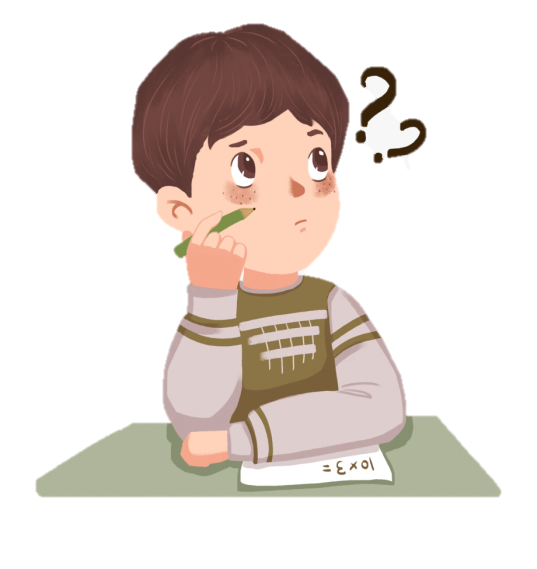 ??
10×3 =